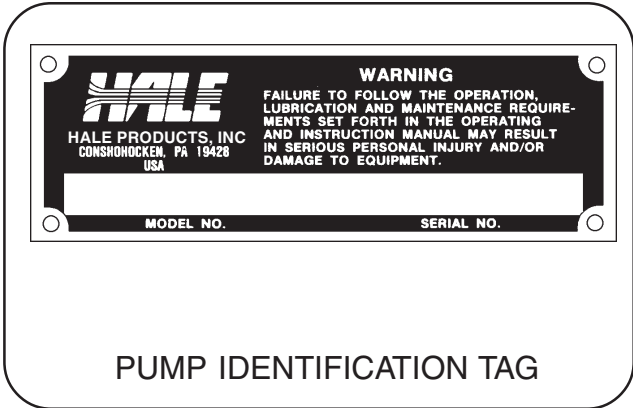 HALE
HALE PRODUCTS, INC
CONSHOHOCKEN, PA 19428
USA
WARNING
FAILURE TO FOLLOW THE OPERATION,
LUBRICATION AND MAINTENANCE REQUIRE-
MENTS SET FORTH IN THE OPERATING
AND INSTRUCTION MANUAL MAY RESULT
IN SERIOUS PERSONAL INJURY AND/OR
DAMAGE TO EQUIPMENT.
MODEL NO.
SERIAL NO.
PUMP IDENTIFICATION TAG